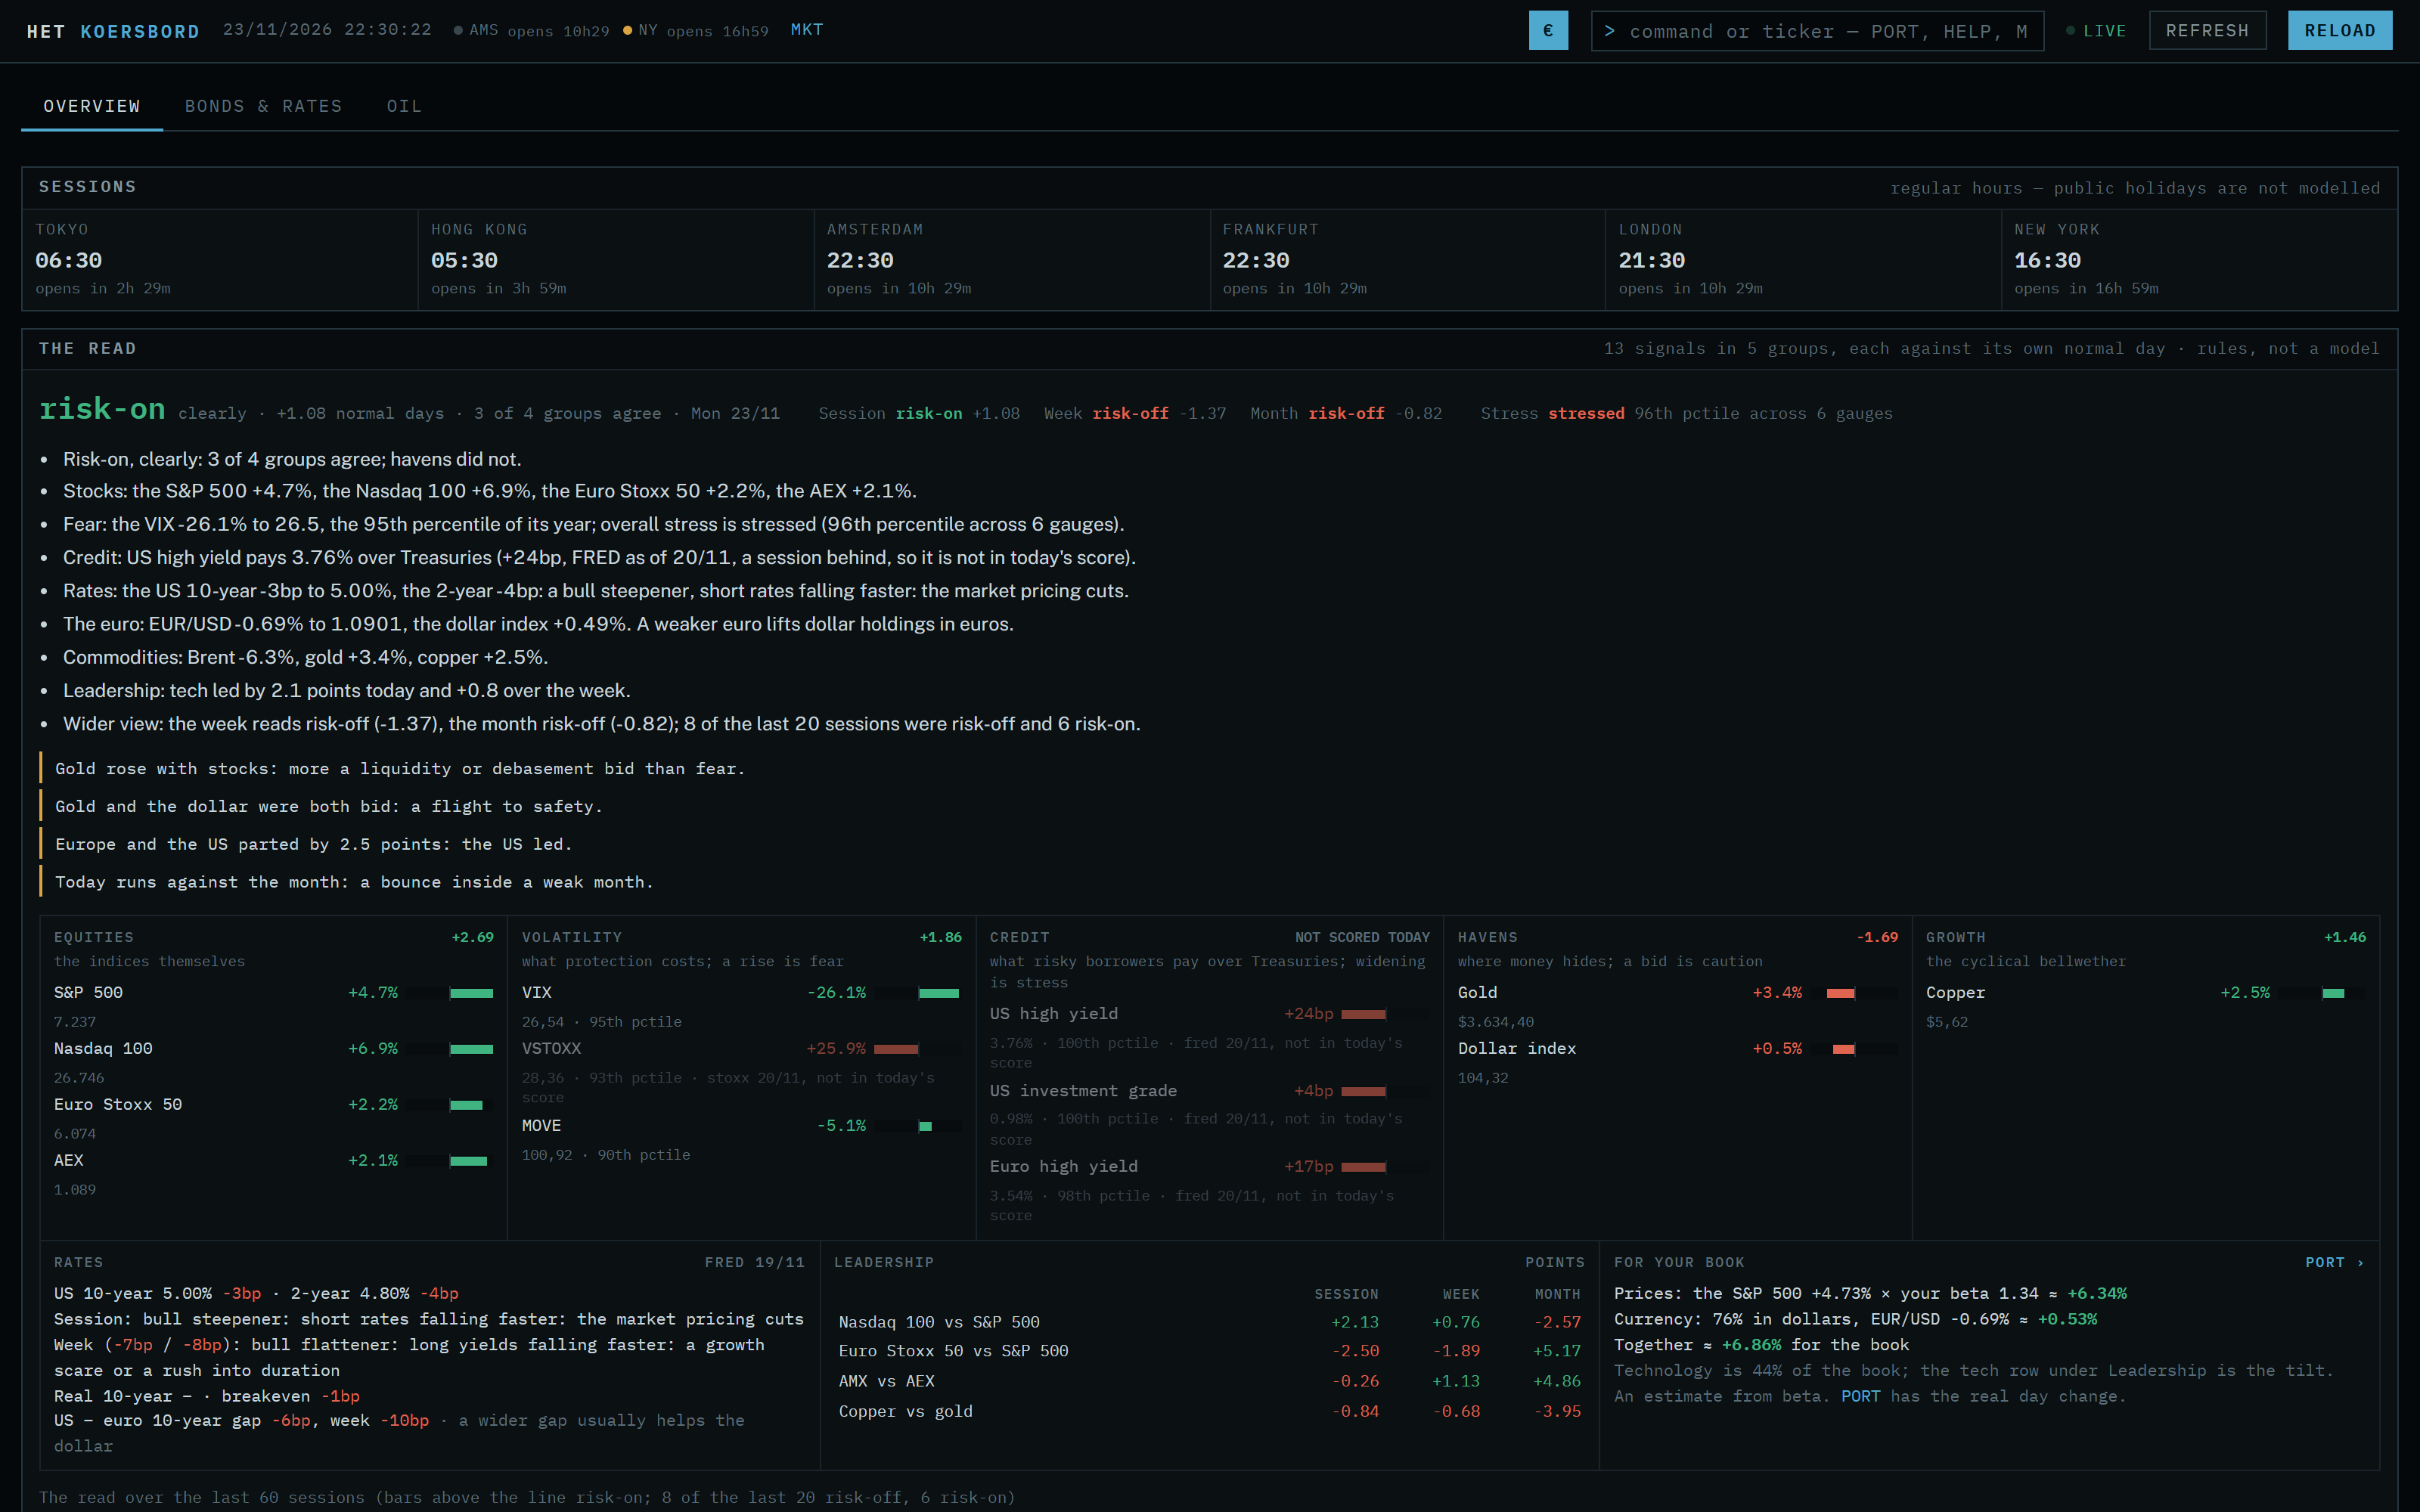 HET KOERSBORD 23/11/2026 22:30:22 AMS opens 10h29 NY opens 16h59 MKT € > command or ticker — PORT, HELP, M LIVE REFRESH RELOAD
OVERVIEW BONDS & RATES OIL
SESSIONS regular hours — public holidays are not modelled
TOKYO HONG KONG AMSTERDAM FRANKFURT LONDON NEW YORK
06:30 05:30 22:30 22:30 21:30 16:30
opens in 2h 29m opens in 3h 59m opens in 10h 29m opens in 10h 29m opens in 10h 29m opens in 16h 59m
THE READ 13 signals in 5 groups, each against its own normal day · rules, not a model
risk-on clearly · +1.08 normal days · 3 of 4 groups agree · Mon 23/11 Session risk-on +1.08 Week risk-off -1.37 Month risk-off -0.82 Stress stressed 96th pctile across 6 gauges
• Risk-on, clearly: 3 of 4 groups agree; havens did not.
• Stocks: the S&P 500 +4.7%, the Nasdaq 100 +6.9%, the Euro Stoxx 50 +2.2%, the AEX +2.1%.
• Fear: the VIX -26.1% to 26.5, the 95th percentile of its year; overall stress is stressed (96th percentile across 6 gauges).
• Credit: US high yield pays 3.76% over Treasuries (+24bp, FRED as of 20/11, a session behind, so it is not in today's score).
• Rates: the US 10-year -3bp to 5.00%, the 2-year -4bp: a bull steepener, short rates falling faster: the market pricing cuts.
• The euro: EUR/USD -0.69% to 1.0901, the dollar index +0.49%. A weaker euro lifts dollar holdings in euros.
• Commodities: Brent -6.3%, gold +3.4%, copper +2.5%.
• Leadership: tech led by 2.1 points today and +0.8 over the week.
• Wider view: the week reads risk-off (-1.37), the month risk-off (-0.82); 8 of the last 20 sessions were risk-off and 6 risk-on.
Gold rose with stocks: more a liquidity or debasement bid than fear.
Gold and the dollar were both bid: a flight to safety.
Europe and the US parted by 2.5 points: the US led.
Today runs against the month: a bounce inside a weak month.
EQUITIES +2.69
the indices themselves
S&P 500 +4.7%
7.237
Nasdaq 100 +6.9%
26.746
Euro Stoxx 50 +2.2%
6.074
AEX +2.1%
1.089
VOLATILITY +1.86
what protection costs; a rise is fear
VIX -26.1%
26,54 · 95th pctile
VSTOXX +25.9%
28,36 · 93th pctile · stoxx 20/11, not in today's
score
MOVE -5.1%
100,92 · 90th pctile
CREDIT NOT SCORED TODAY
what risky borrowers pay over Treasuries; widening
is stress
US high yield +24bp
3.76% · 100th pctile · fred 20/11, not in today's
score
US investment grade +4bp
0.98% · 100th pctile · fred 20/11, not in today's
score
Euro high yield +17bp
3.54% · 98th pctile · fred 20/11, not in today's
score
HAVENS -1.69
where money hides; a bid is caution
Gold +3.4%
$3.634,40
Dollar index +0.5%
104,32
GROWTH +1.46
the cyclical bellwether
Copper +2.5%
$5,62
RATES FRED 19/11
US 10-year 5.00% -3bp · 2-year 4.80% -4bp
Session: bull steepener: short rates falling faster: the market pricing cuts
Week (-7bp / -8bp): bull flattener: long yields falling faster: a growth
scare or a rush into duration
Real 10-year – · breakeven -1bp
US – euro 10-year gap -6bp, week -10bp · a wider gap usually helps the
dollar
LEADERSHIP POINTS
SESSION WEEK MONTH
Nasdaq 100 vs S&P 500 +2.13 +0.76 -2.57
Euro Stoxx 50 vs S&P 500 -2.50 -1.89 +5.17
AMX vs AEX -0.26 +1.13 +4.86
Copper vs gold -0.84 -0.68 -3.95
FOR YOUR BOOK PORT ›
Prices: the S&P 500 +4.73% × your beta 1.34 ≈ +6.34%
Currency: 76% in dollars, EUR/USD -0.69% ≈ +0.53%
Together ≈ +6.86% for the book
Technology is 44% of the book; the tech row under Leadership is the tilt.
An estimate from beta. PORT has the real day change.
The read over the last 60 sessions (bars above the line risk-on; 8 of the last 20 risk-off, 6 risk-on)